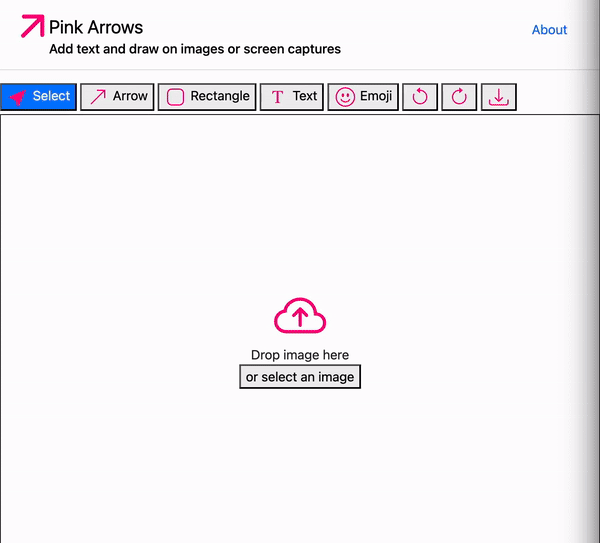 Pink Arrows
About
Add text and draw on images or screen captures
Select Arrow Rectangle T Text Emoji
Drop image here
or select an image